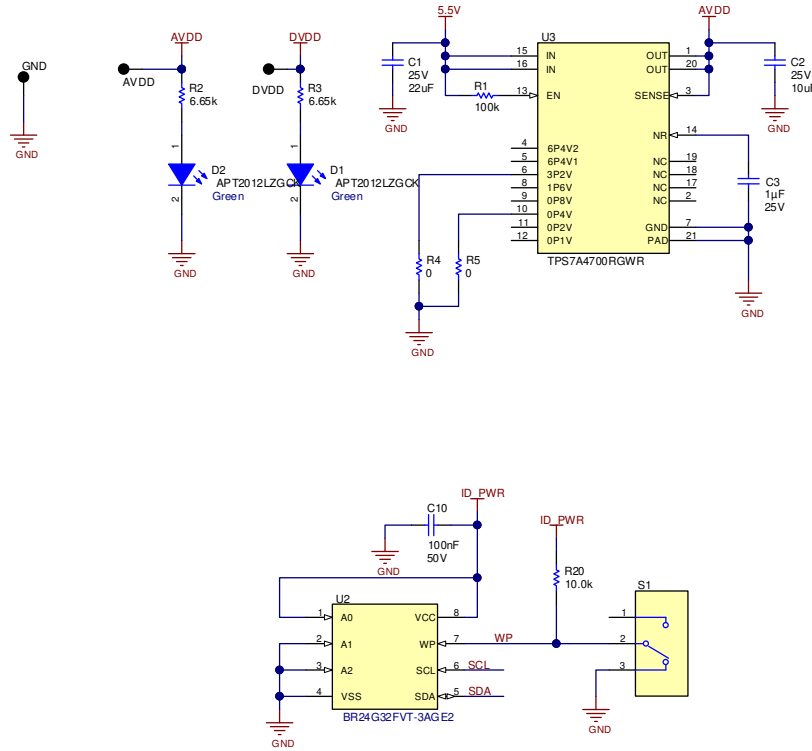 GND
GND
AVDD
AVDD
R2
6.65k
1
D2
APT2012LZGCK
Green
2
GND
DVDD
DVDD
R3
6.65k
1
D1
APT2012LZGCK
Green
2
GND
5.5V
C1
25V
22uF
GND
R1
100k
U3
15 IN
16 IN
13 EN
4 6P4V2
5 6P4V1
6 3P2V
8 1P6V
9 0P8V
10 0P4V
11 0P2V
12 0P1V
OUT 1
OUT 20
SENSE 3
NR 14
NC 19
NC 18
NC 17
NC 2
GND 7
PAD 21
TPS7A4700RGWR
AVDD
C2
25V
10uF
GND
C3
1µF
25V
GND
R4
0
R5
0
GND
ID_PWR
C10
100nF
50V
GND
U2
1 A0
2 A1
3 A2
4 VSS
VCC 8
WP 7
SCL 6
SDA 5
BR24G32FVT-3AGE2
GND
WP
SCL
SDA
ID_PWR
R20
10.0k
S1
1
2
3
GND